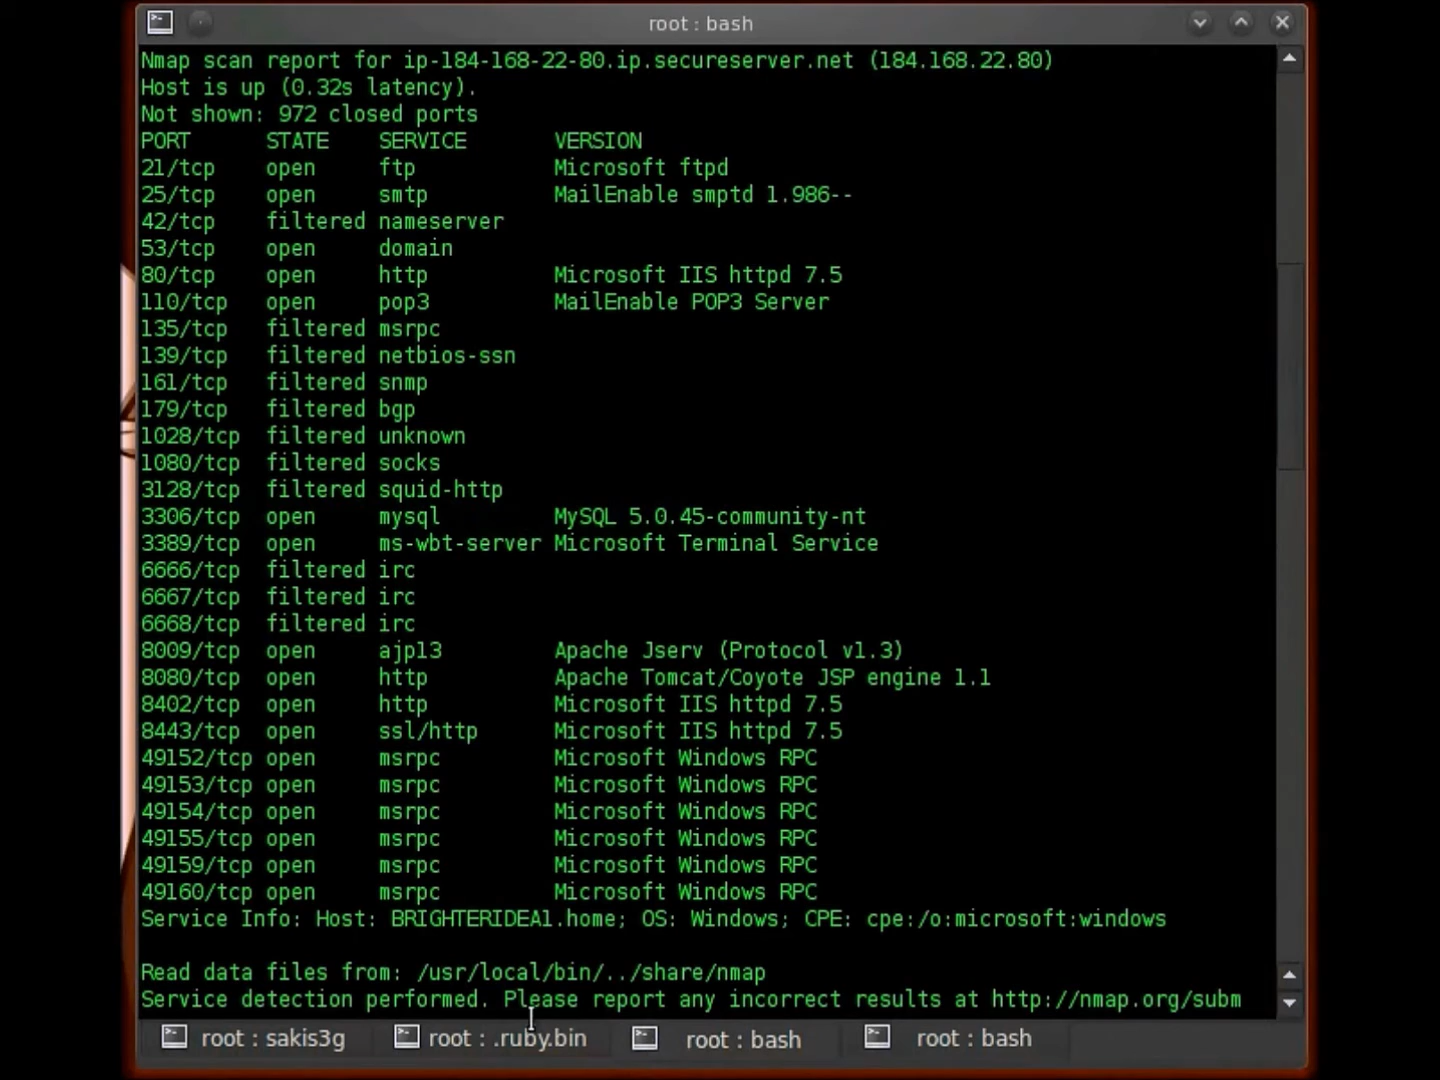 root : bash
Nmap scan report for ip-184-168-22-80.ip.secureserver.net (184.168.22.80)
Host is up (0.32s latency).
Not shown: 972 closed ports
PORT STATE SERVICE VERSION
21/tcp open ftp Microsoft ftpd
25/tcp open smtp MailEnable smptd 1.986--
42/tcp filtered nameserver
53/tcp open domain
80/tcp open http Microsoft IIS httpd 7.5
110/tcp open pop3 MailEnable POP3 Server
135/tcp filtered msrpc
139/tcp filtered netbios-ssn
161/tcp filtered snmp
179/tcp filtered bgp
1028/tcp filtered unknown
1080/tcp filtered socks
3128/tcp filtered squid-http
3306/tcp open mysql MySQL 5.0.45-community-nt
3389/tcp open ms-wbt-server Microsoft Terminal Service
6666/tcp filtered irc
6667/tcp filtered irc
6668/tcp filtered irc
8009/tcp open ajp13 Apache Jserv (Protocol v1.3)
8080/tcp open http Apache Tomcat/Coyote JSP engine 1.1
8402/tcp open http Microsoft IIS httpd 7.5
8443/tcp open ssl/http Microsoft IIS httpd 7.5
49152/tcp open msrpc Microsoft Windows RPC
49153/tcp open msrpc Microsoft Windows RPC
49154/tcp open msrpc Microsoft Windows RPC
49155/tcp open msrpc Microsoft Windows RPC
49159/tcp open msrpc Microsoft Windows RPC
49160/tcp open msrpc Microsoft Windows RPC
Service Info: Host: BRIGHTERIDEA1.home; OS: Windows; CPE: cpe:/o:microsoft:windows
Read data files from: /usr/local/bin/../share/nmap
Service detection performed. Please report any incorrect results at http://nmap.org/subm
root : sakis3g root : .ruby.bin root : bash root : bash